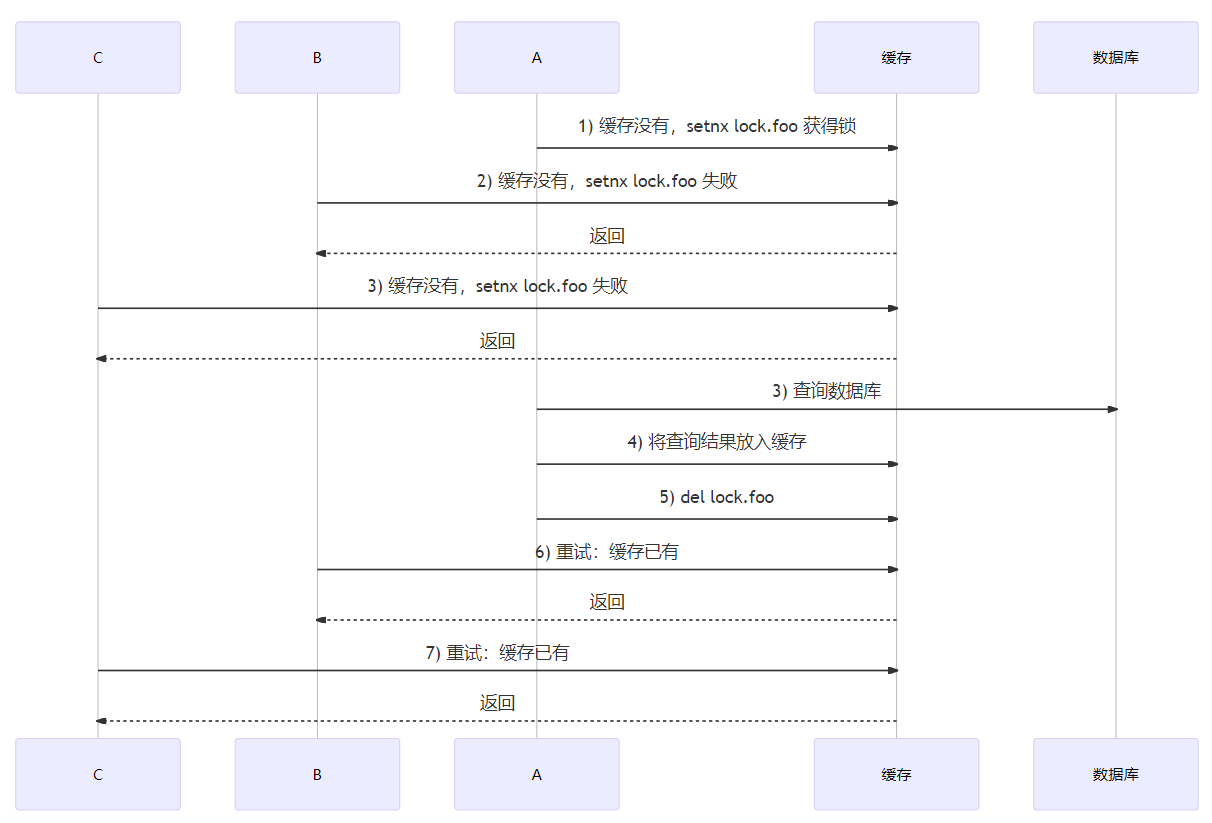 C
B
A
缓存
数据库
1) 缓存没有，setnx lock.foo 获得锁
2) 缓存没有，setnx lock.foo 失败
返回
3) 缓存没有，setnx lock.foo 失败
返回
3) 查询数据库
4) 将查询结果放入缓存
5) del lock.foo
6) 重试：缓存已有
返回
7) 重试：缓存已有
返回
C
B
A
缓存
数据库